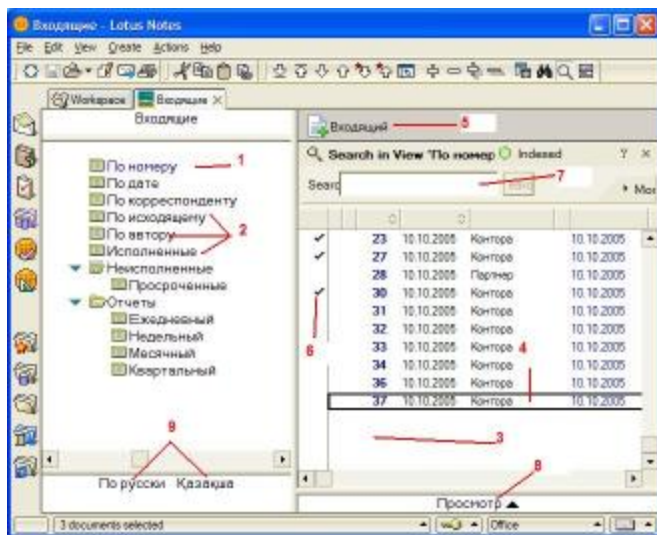 Входящие - Lotus Notes
File Edit View Create Actions Help
Workspace Входящие
Входящие
По номеру 1
По дате
По корреспонденту
По исходящему
По автору 2
Исполненные
Неисполненные
Просроченные
Отчеты
Ежедневный
Недельный
Месячный
Квартальный
9
По русски Қазақша
Входящий 5
Search in View "По номер Indexed ? ×
Searc 7 Mor
23 10.10.2005 Контора 10.10.2005
27 10.10.2005 Контора 10.10.2005
28 10.10.2005 Партнер 10.10.2005
30 10.10.2005 Контора 10.10.2005
31 10.10.2005 Контора 10.10.2005
32 10.10.2005 Контора 10.10.2005
6 33 10.10.2005 Контора 4 10.10.2005
34 10.10.2005 Контора 10.10.2005
36 10.10.2005 Контора 10.10.2005
37 10.10.2005 Контора 10.10.2005
3
8
Просмотр
3 documents selected Office